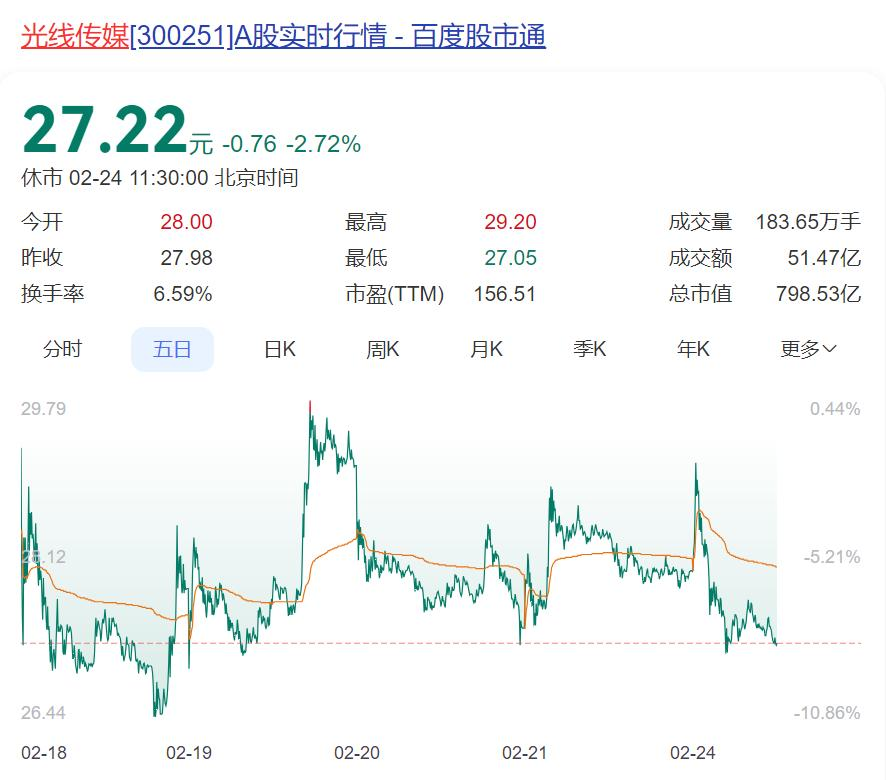 光线传媒[300251]A股实时行情 - 百度股市通
27.22元 -0.76 -2.72%
休市 02-24 11:30:00 北京时间
今开 28.00 最高 29.20 成交量 183.65万手
昨收 27.98 最低 27.05 成交额 51.47亿
换手率 6.59% 市盈(TTM) 156.51 总市值 798.53亿
分时 五日 日K 周K 月K 季K 年K 更多
29.79 0.44%
28.12 -5.21%
26.44 -10.86%
02-18 02-19 02-20 02-21 02-24